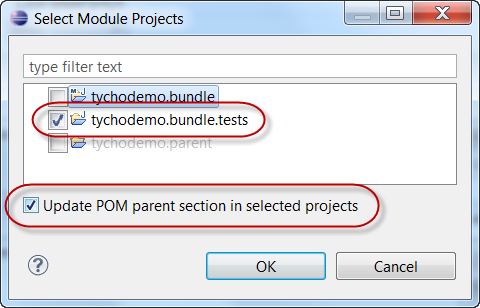 Select Module Projects
type filter text
tychodemo.bundle
tychodemo.bundle.tests
tychodemo.parent
Update POM parent section in selected projects
OK
Cancel